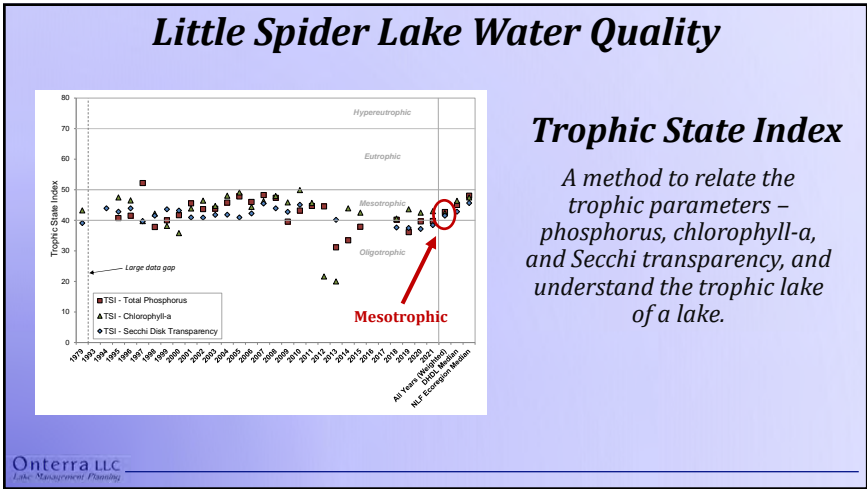 Little Spider Lake Water Quality
80
70
60
50
40
30
20
10
0
Trophic State Index
Hypereutrophic
Eutrophic
Mesotrophic
Oligotrophic
Large data gap
TSI - Total Phosphorus
TSI - Chlorophyll-a
TSI - Secchi Disk Transparency
Mesotrophic
1979
1993
1994
1995
1996
1997
1998
1999
2000
2001
2002
2003
2004
2005
2006
2007
2008
2009
2010
2011
2012
2013
2014
2015
2016
2017
2018
2019
2020
2021
All Years (Weighted)
DHDL Median
NLF Ecoregion Median
Trophic State Index
A method to relate the
trophic parameters –
phosphorus, chlorophyll-a,
and Secchi transparency, and
understand the trophic lake
of a lake.
Onterra LLC
Lake Management Planning